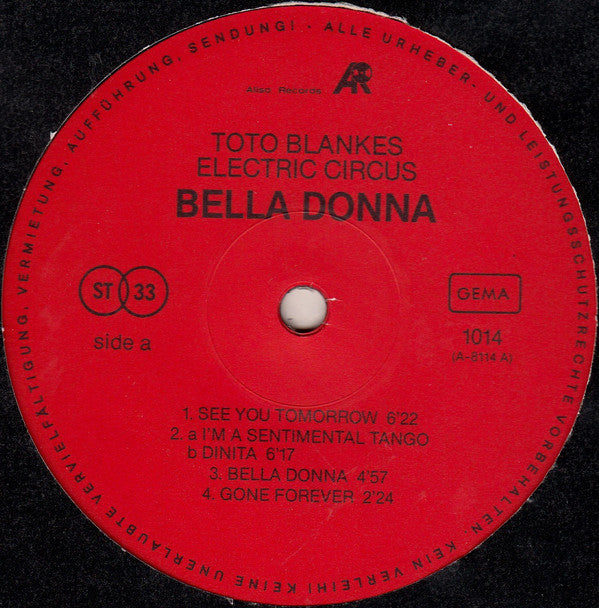 ALLE URHEBER- UND LEISTUNGSSCHUTZRECHTE VORBEHALTEN, KEIN VERLEIH! KEINE UNERLAUBTE VERVIELFÄLTIGUNG, VERMIETUNG, AUFFÜHRUNG, SENDUNG! -
Aliso Records AR
TOTO BLANKES
ELECTRIC CIRCUS
BELLA DONNA
ST 33
GEMA
side a
1014
(A-8114 A)
1. SEE YOU TOMORROW 6'22
2. a I'M A SENTIMENTAL TANGO
b DINITA 6'17
3. BELLA DONNA 4'57
4. GONE FOREVER 2'24